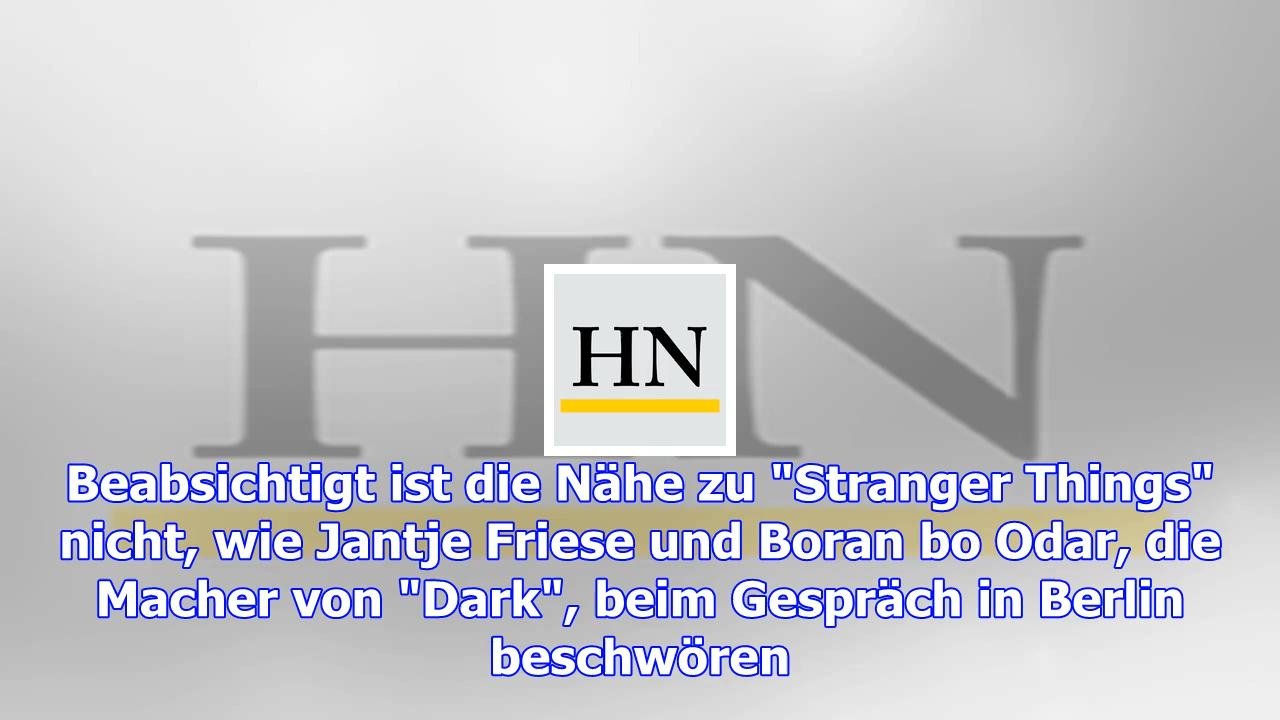 HN
HN
Beabsichtigt ist die Nähe zu "Stranger Things"
nicht, wie Jantje Friese und Boran bo Odar, die
Macher von "Dark", beim Gespräch in Berlin
beschwören